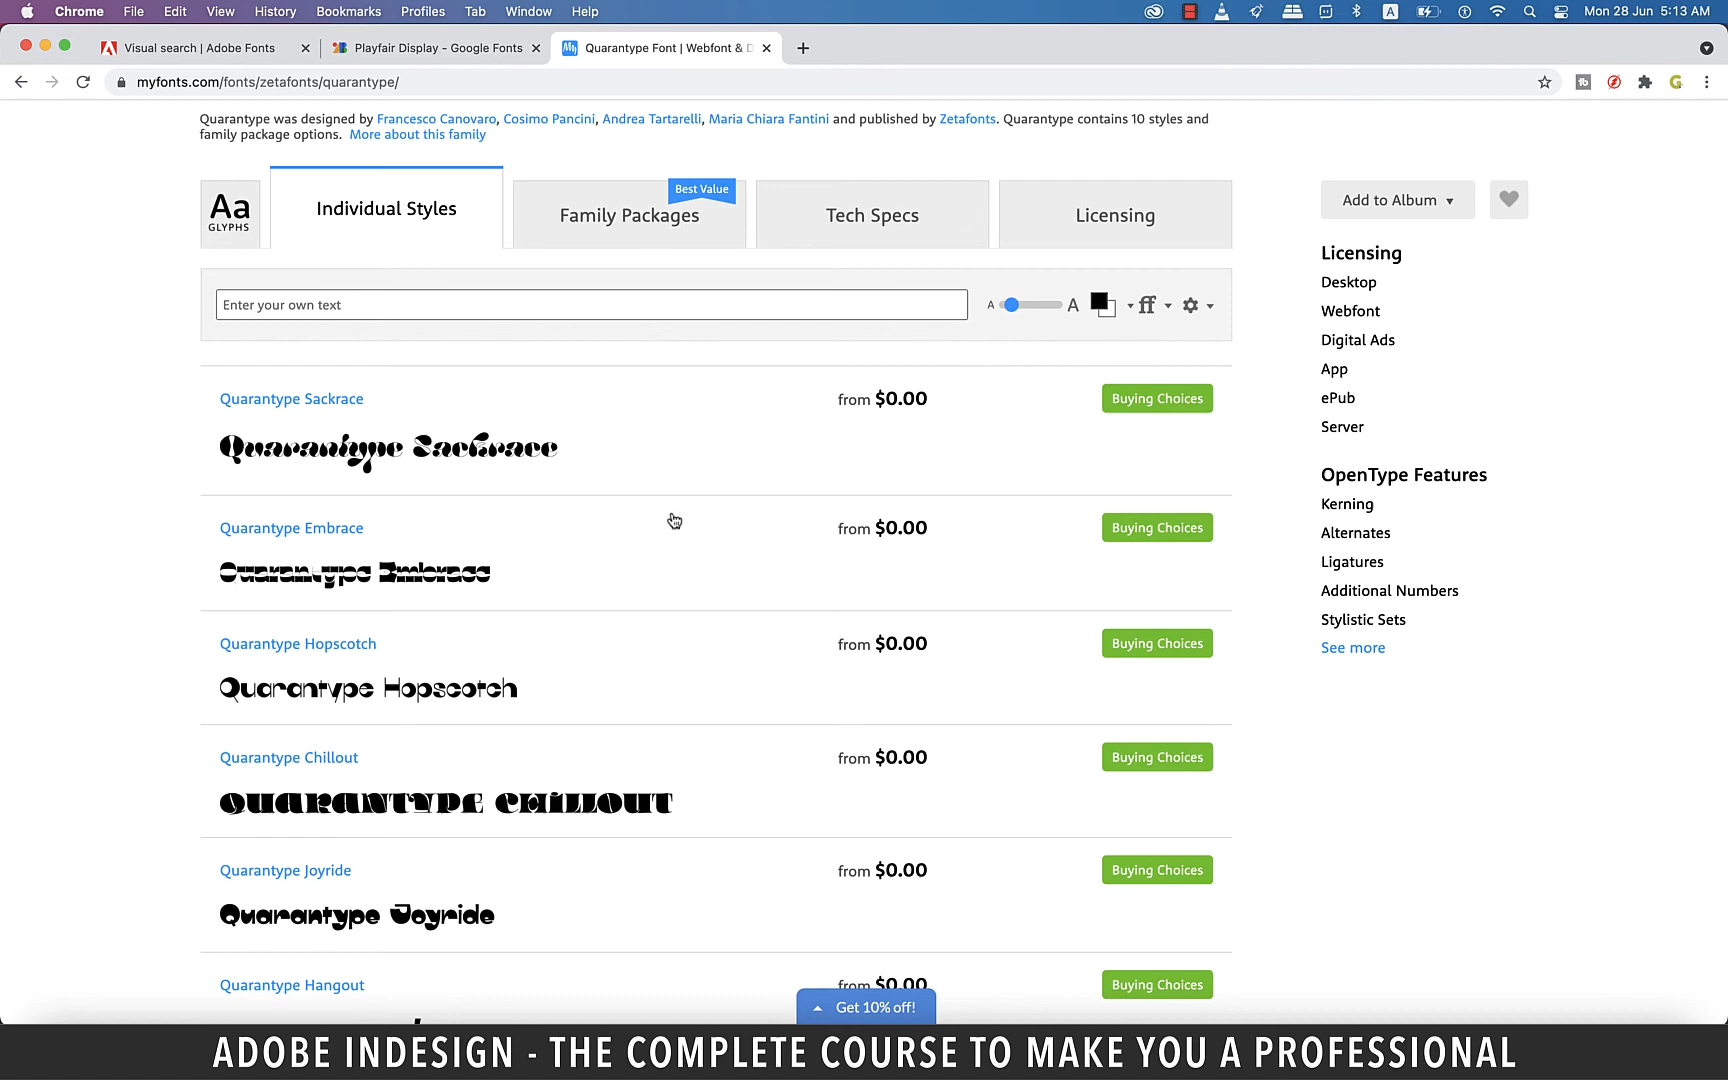 Chrome File Edit View History Bookmarks Profiles Tab Window Help A Mon 28 Jun 5:13 AM
Visual search | Adobe Fonts Playfair Display - Google Fonts Quarantype Font | Webfont & D
myfonts.com/fonts/zetafonts/quarantype/
Quarantype was designed by Francesco Canovaro, Cosimo Pancini, Andrea Tartarelli, Maria Chiara Fantini and published by Zetafonts. Quarantype contains 10 styles and
family package options. More about this family
Aa
GLYPHS
Individual Styles
Best Value
Family Packages
Tech Specs
Licensing
Add to Album
Enter your own text
A A ff
Licensing
Desktop
Webfont
Digital Ads
App
ePub
Server
OpenType Features
Kerning
Alternates
Ligatures
Additional Numbers
Stylistic Sets
See more
Quarantype Sackrace from $0.00 Buying Choices
Quarantype Sackrace
Quarantype Embrace from $0.00 Buying Choices
Quarantype Embrace
Quarantype Hopscotch from $0.00 Buying Choices
Quarantype Hopscotch
Quarantype Chillout from $0.00 Buying Choices
QUARANTYPE CHILLOUT
Quarantype Joyride from $0.00 Buying Choices
Quarantype Joyride
Quarantype Hangout from $0.00 Buying Choices
Get 10% off!
ADOBE INDESIGN - THE COMPLETE COURSE TO MAKE YOU A PROFESSIONAL